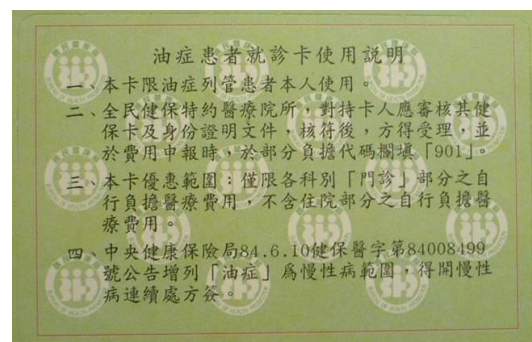 油症患者就診卡使用説明
一、本卡限油症列管患者本人使用。
二、全民健保特約醫療院所，對持卡人應審核其健
保卡及身份證明文件，核符後，方得受理，並
於費用申報時，於部分負擔代碼欄填「901」。
三、本卡優惠範圍：僅限各科別「門診」部分之自
行負擔醫療費用，不含住院部分之自行負擔醫
療費用。
四、中央健康保險局84.6.10健保醫字第84008499
號公告增列「油症」爲慢性病範圍，得開慢性
病連續處方箋。